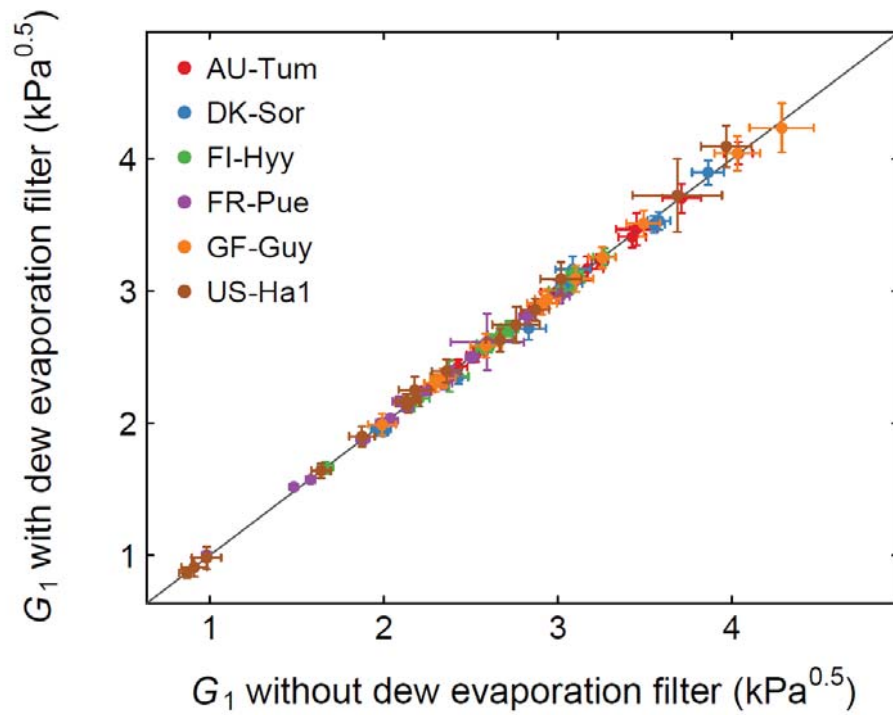 G₁ with dew evaporation filter (kPa⁰·⁵)
4
3
2
1
AU-Tum
DK-Sor
FI-Hyy
FR-Pue
GF-Guy
US-Ha1
1 2 3 4
G₁ without dew evaporation filter (kPa⁰·⁵)